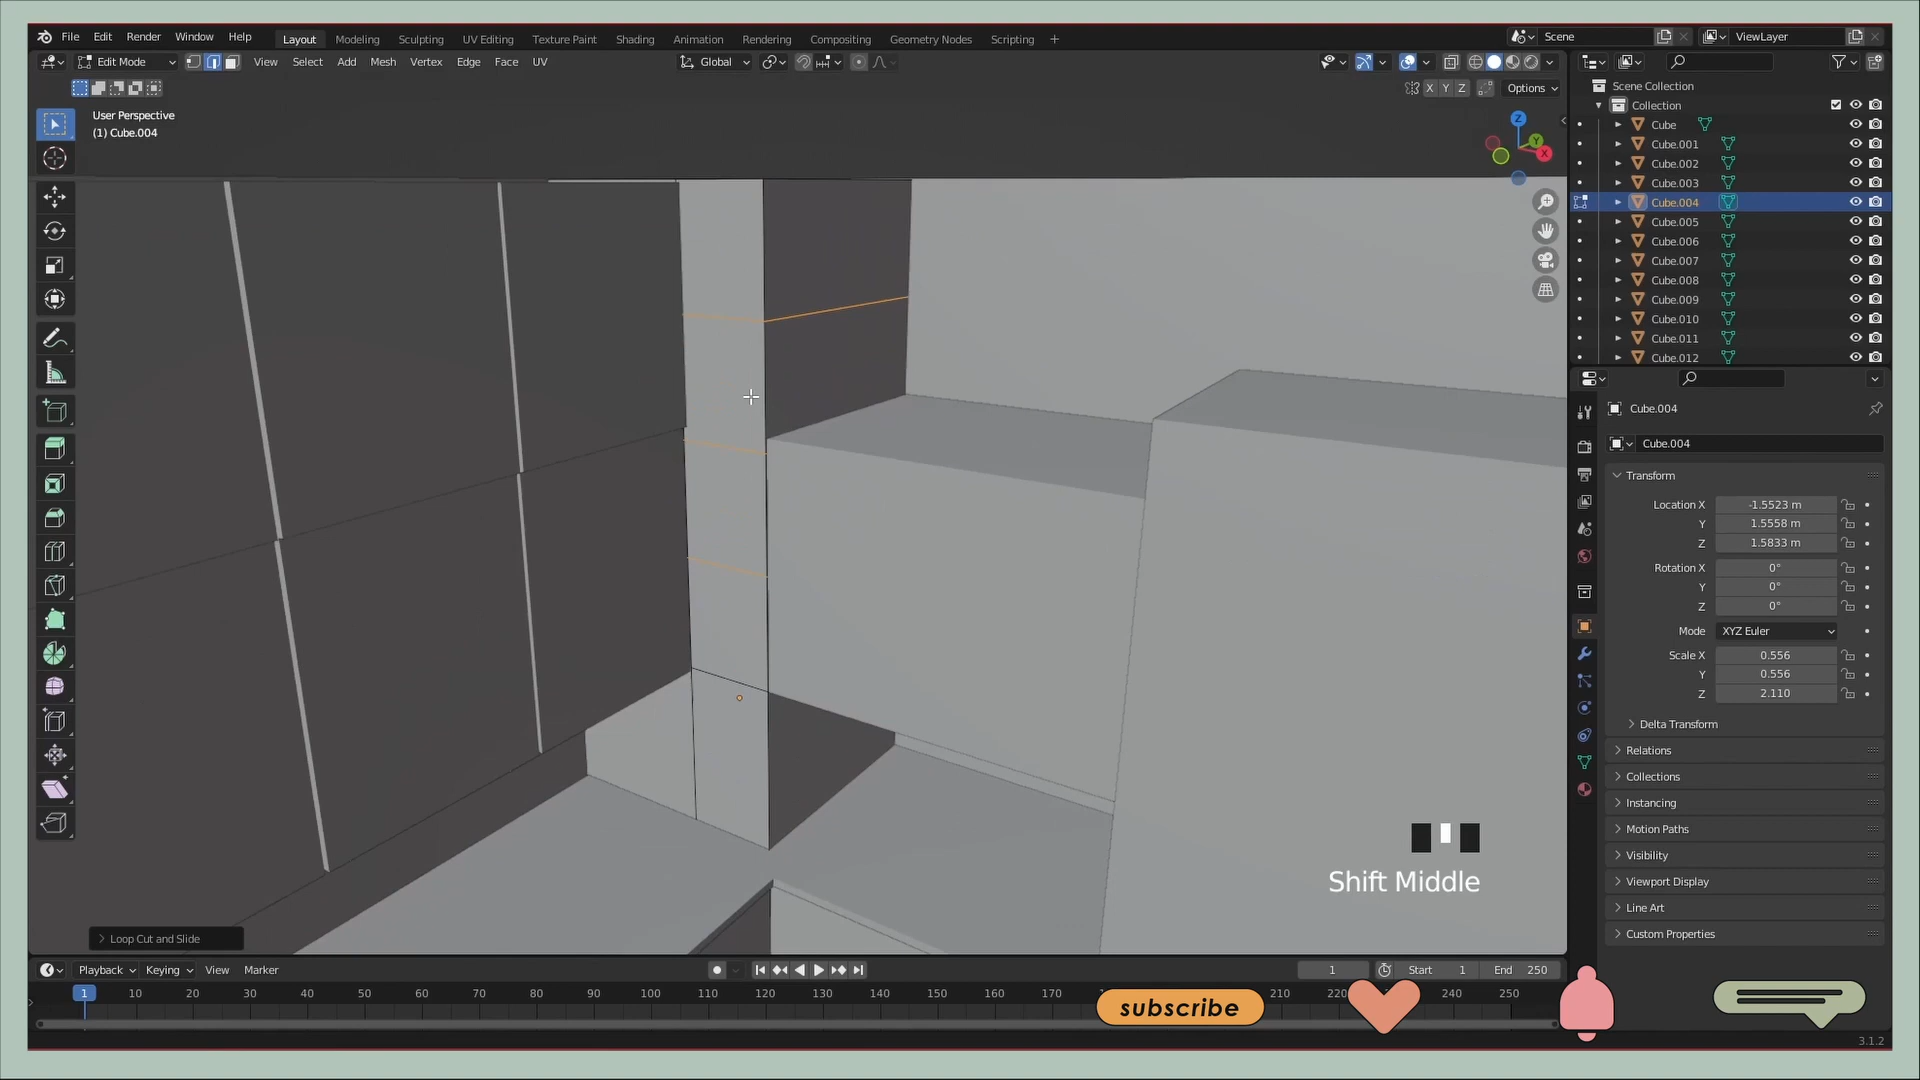 File Edit Render Window Help Layout Modeling Sculpting UV Editing Texture Paint Shading Animation Rendering Compositing Geometry Nodes Scripting + Scene ViewLayer
Edit Mode View Select Add Mesh Vertex Edge Face UV Global
X Y Z Options
User Perspective
(1) Cube.004
Z
Y
X
Scene Collection
Collection
Cube
Cube.001
Cube.002
Cube.003
Cube.004
Cube.005
Cube.006
Cube.007
Cube.008
Cube.009
Cube.010
Cube.011
Cube.012
Cube.004
Cube.004
Transform
Location X -1.5523 m
Y 1.5558 m
Z 1.5833 m
Rotation X 0°
Y 0°
Z 0°
Mode XYZ Euler
Scale X 0.556
Y 0.556
Z 2.110
Delta Transform
Relations
Collections
Instancing
Motion Paths
Visibility
Viewport Display
Line Art
Custom Properties
Shift Middle
Loop Cut and Slide
Playback Keying View Marker 1 Start 1 End 250
1 10 20 30 40 50 60 70 80 90 100 110 120 130 140 150 160 170 210 240 250
subscribe
3.1.2